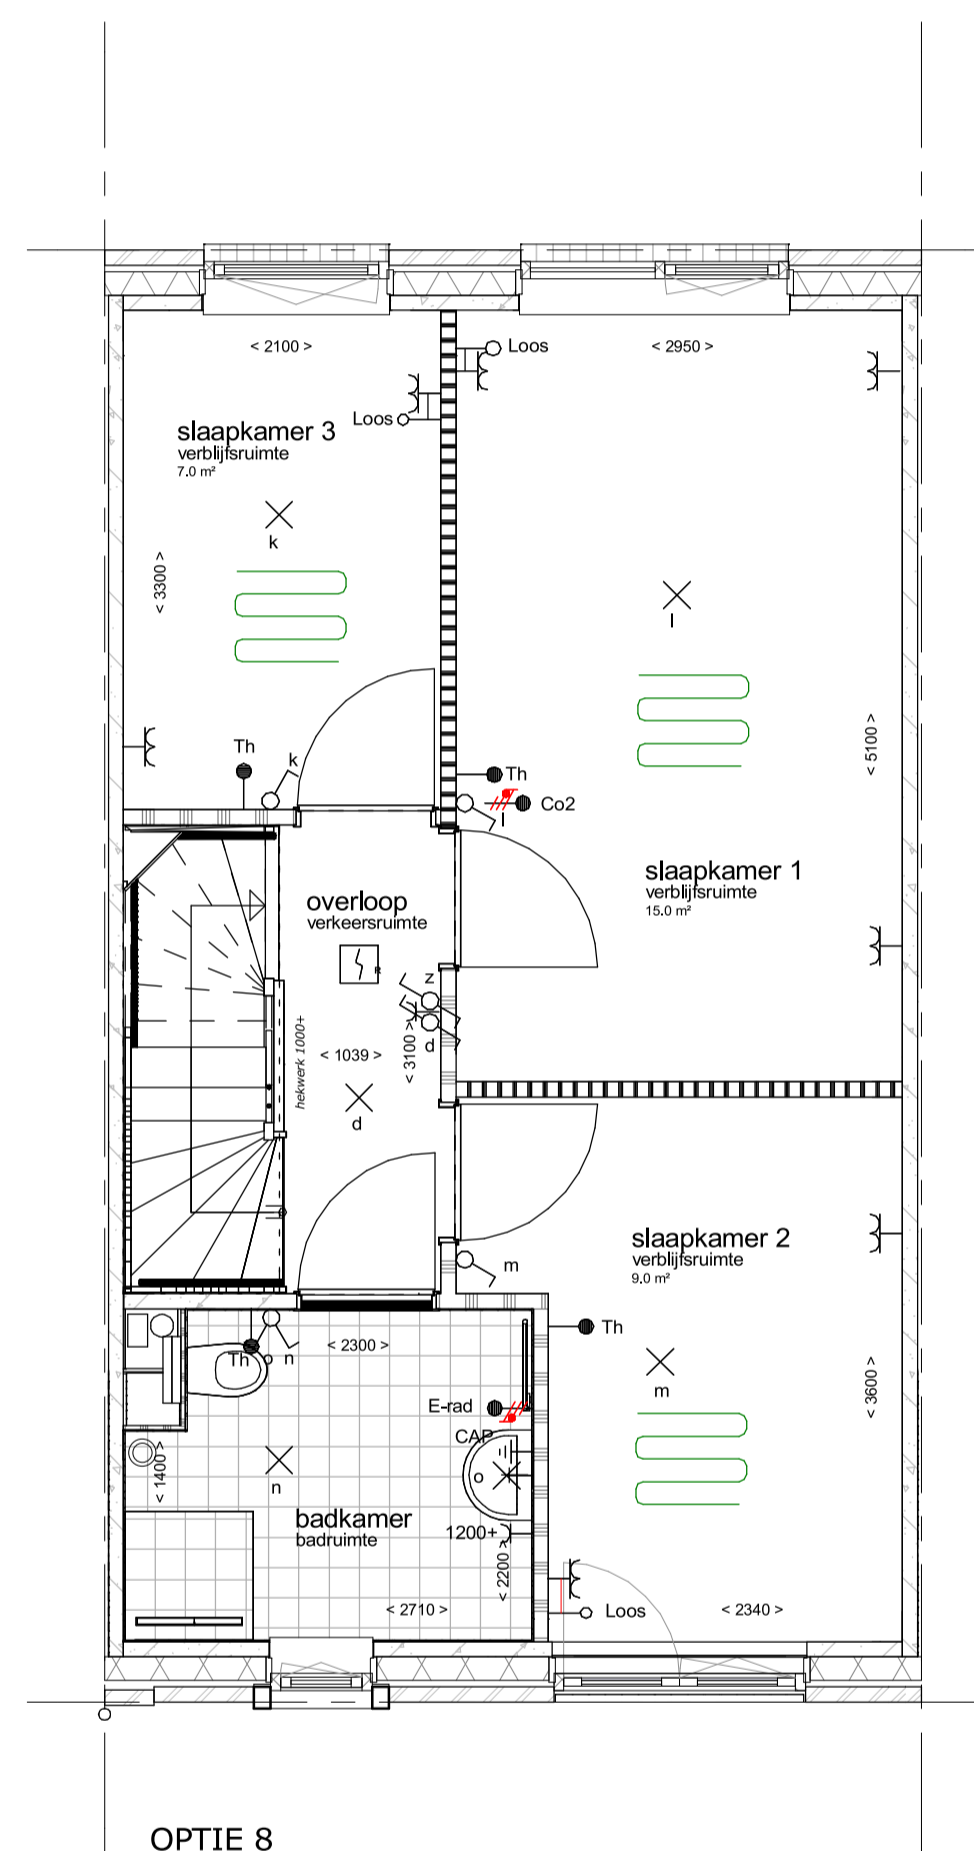 < 2100 >
Loos
< 2950 >
Loos
slaapkamer 3
verblijfsruimte
7.0 m²
k
< 3300 >
l
Th
k
< 5100 >
Th
Co2
l
slaapkamer 1
verblijfsruimte
15.0 m²
overloop
verkeersruimte
R
z
hekwerk 1000+
< 1039 >
< 3100 >
d
d
slaapkamer 2
verblijfsruimte
9.0 m²
m
Th
< 2300 >
Th
o
n
m
< 3600 >
E-rad
CAP
< 1400 >
n
o
badkamer
badruimte
1200+
< 2200 >
< 2710 >
Loos
< 2340 >
OPTIE 8